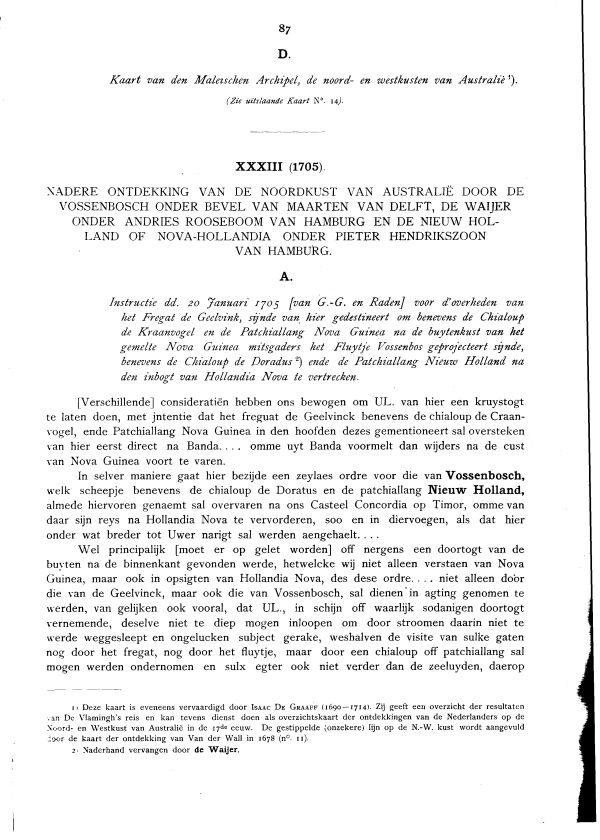 87
D.
Kaart van den Maleischen Archipel, de noord- en westkusten van Australië ¹).
(Zie uitslaande Kaart N°. 14).
XXXIII (1705).
NADERE ONTDEKKING VAN DE NOORDKUST VAN AUSTRALIË DOOR DE
VOSSENBOSCH ONDER BEVEL VAN MAARTEN VAN DELFT, DE WAIJER
ONDER ANDRIES ROOSEBOOM VAN HAMBURG EN DE NIEUW HOL-
LAND OF NOVA-HOLLANDIA ONDER PIETER HENDRIKSZOON
VAN HAMBURG.
A.
Instructie dd. 20 Januari 1705 [van G.-G. en Raden] voor d'overheden van
het Fregat de Geelvink, sijnde van hier gedestineert om benevens de Chialoup
de Kraanvogel en de Patchiallang Nova Guinea na de buytenkust van het
gemelte Nova Guinea mitsgaders het Fluytje Vossenbos geprojecteert sijnde,
benevens de Chialoup de Doradus ²) ende de Patchiallang Nieuw Holland na
den inbogt van Hollandia Nova te vertrecken.
[Verschillende] consideratiën hebben ons bewogen om UL. van hier een kruystogt
te laten doen, met jntentie dat het freguat de Geelvinck benevens de chialoup de Craan-
vogel, ende Patchiallang Nova Guinea in den hoofden dezes gementioneert sal oversteken
van hier eerst direct na Banda.... omme uyt Banda voormelt dan wijders na de cust
van Nova Guinea voort te varen.
In selver maniere gaat hier bezijde een zeylaes ordre voor die van Vossenbosch,
welk scheepje benevens de chialoup de Doratus en de patchiallang Nieuw Holland,
almede hiervoren genaemt sal overvaren na ons Casteel Concordia op Timor, omme van
daar sijn reys na Hollandia Nova te vervorderen, soo en in diervoegen, als dat hier
onder wat breder tot Uwer narigt sal werden aengehaelt....
Wel principalijk [moet er op gelet worden] off nergens een doortogt van de
buyten na de binnenkant gevonden werde, hetwelcke wij niet alleen verstaen van Nova
Guinea, maar ook in opsigten van Hollandia Nova, des dese ordre.... niet alleen door
die van de Geelvinck, maar ook die van Vossenbosch, sal dienen in agting genomen te
werden, van gelijken ook vooral, dat UL., in schijn off waarlijk sodanigen doortogt
vernemende, deselve niet te diep mogen inloopen om door stroomen daarin niet te
werde weggesleept en ongelucken subject gerake, weshalven de visite van sulke gaten
nog door het fregat, nog door het fluytje, maar door een chialoup off patchiallang sal
mogen werden ondernomen en sulx egter ook niet verder dan de zeeluyden, daerop
1) Deze kaart is eveneens vervaardigd door ISAAC DE GRAAFF (1690—1714). Zij geeft een overzicht der resultaten
van De Vlamingh's reis en kan tevens dienst doen als overzichtskaart der ontdekkingen van de Nederlanders op de
Noord- en Westkust van Australië in de 17de eeuw. De gestippelde (onzekere) lijn op de N.-W. kust wordt aangevuld
door de kaart der ontdekking van Van der Wall in 1678 (n°. 11).
2) Naderhand vervangen door de Waijer.